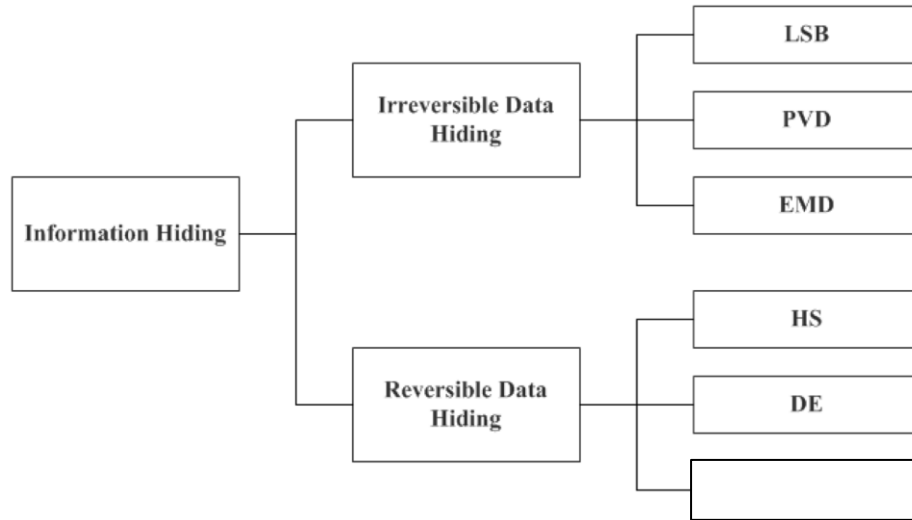 LSB
Irreversible Data
Hiding
PVD
EMD
Information Hiding
HS
Reversible Data
Hiding
DE